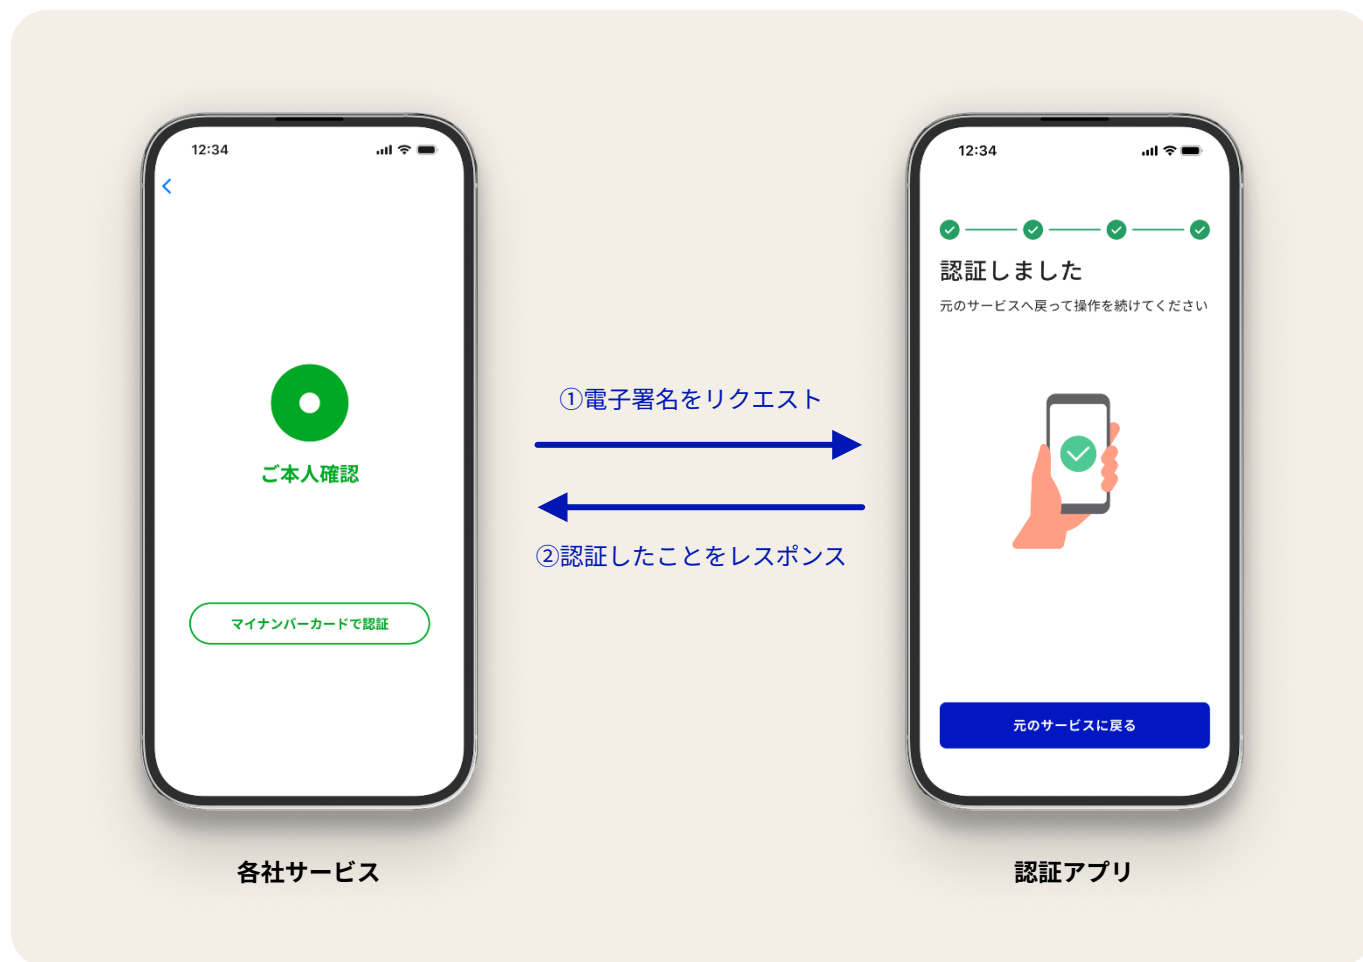 12:34
ご本人確認
マイナンバーカードで認証
各社サービス
①電子署名をリクエスト
②認証したことをレスポンス
12:34
認証しました
元のサービスへ戻って操作を続けてください
元のサービスに戻る
認証アプリ